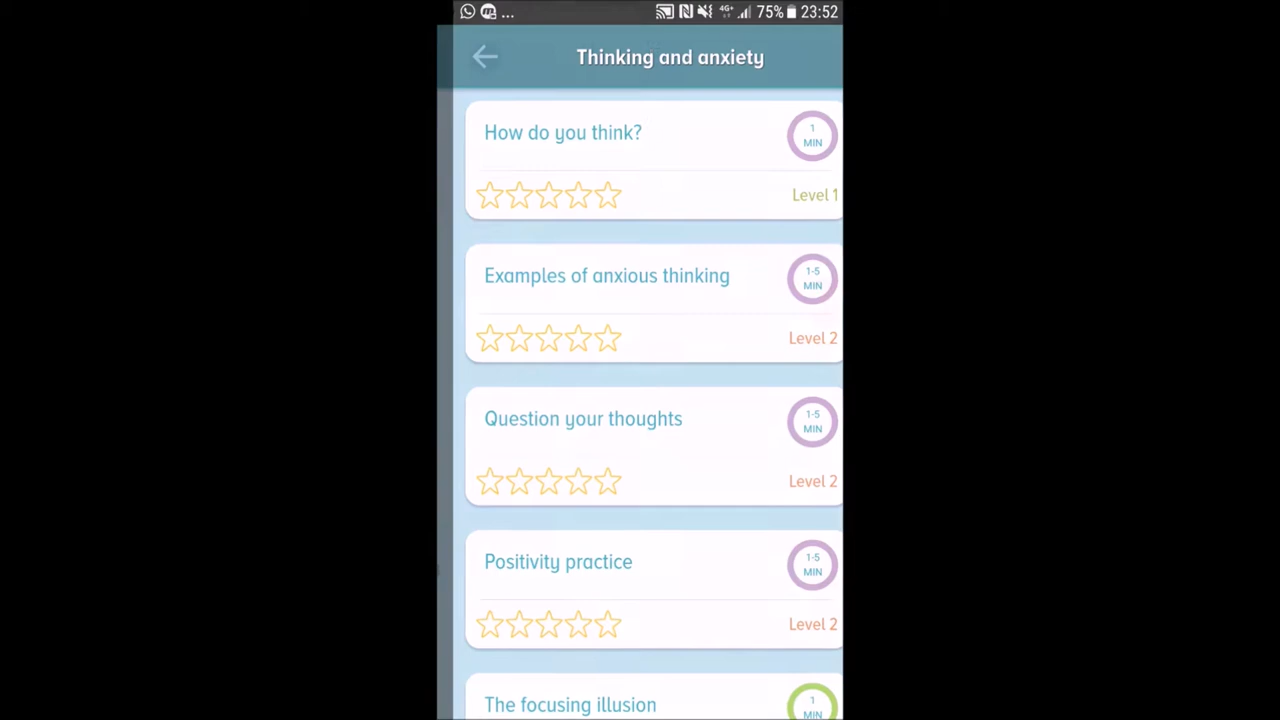 ... 4G+ 75% 23:52
Thinking and anxiety
How do you think?
1
MIN
Level 1
Examples of anxious thinking
1-5
MIN
Level 2
Question your thoughts
1-5
MIN
Level 2
Positivity practice
1-5
MIN
Level 2
The focusing illusion
1
MIN